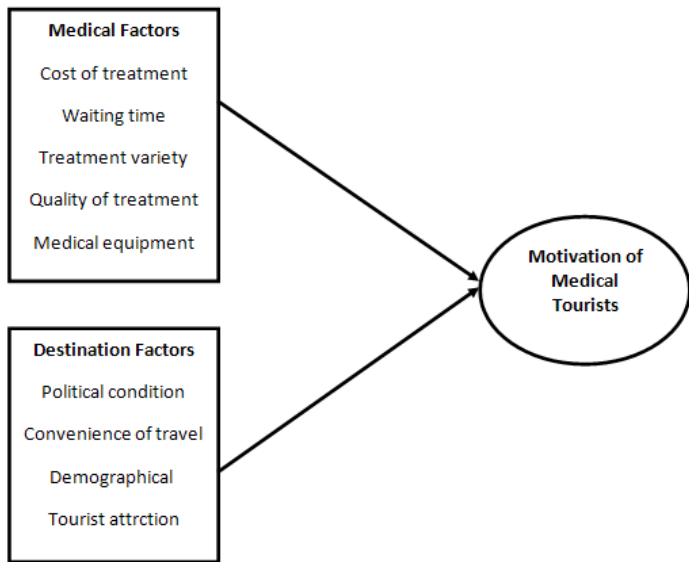 Medical Factors
Cost of treatment
Waiting time
Treatment variety
Quality of treatment
Medical equipment
Motivation of
Medical
Tourists
Destination Factors
Political condition
Convenience of travel
Demographical
Tourist attrction